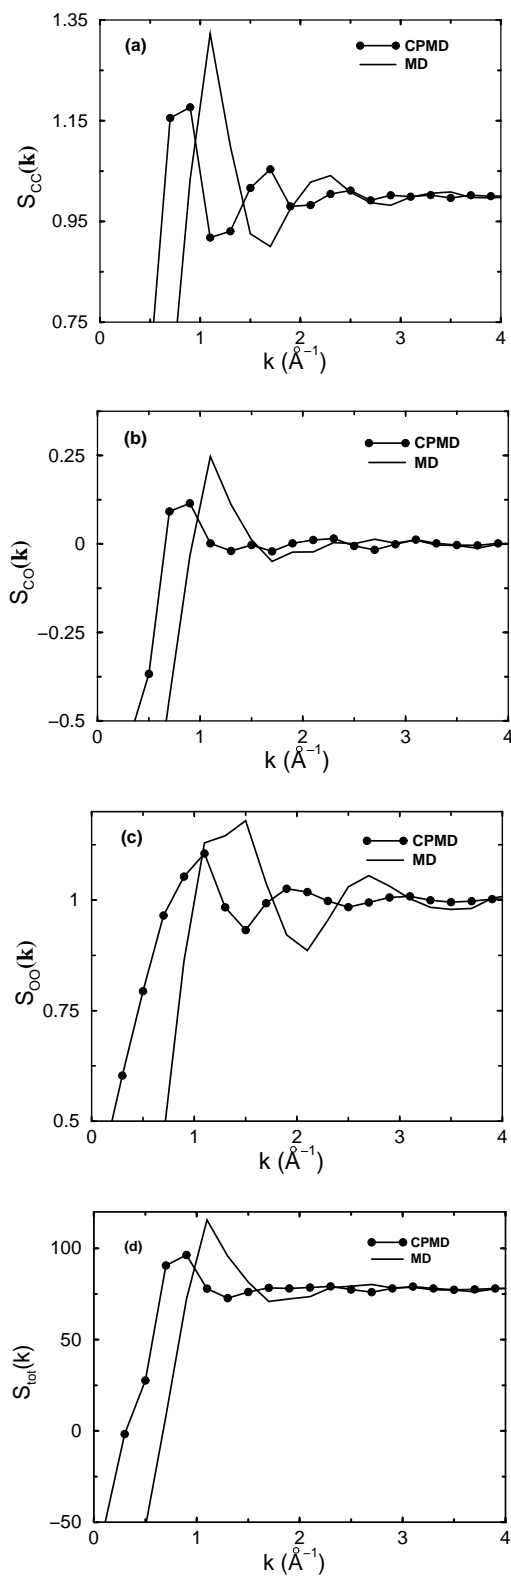 (a)
CPMD
MD
1.35
1.15
0.95
0.75
S_CC(k)
0 1 2 3 4
k (Å⁻¹)
(b)
CPMD
MD
0.25
0
−0.25
−0.5
S_CO(k)
0 1 2 3 4
k (Å⁻¹)
(c)
CPMD
MD
1
0.75
0.5
S_OO(k)
0 1 2 3 4
k (Å⁻¹)
(d)
CPMD
MD
100
50
0
−50
S_tot(k)
0 1 2 3 4
k (Å⁻¹)